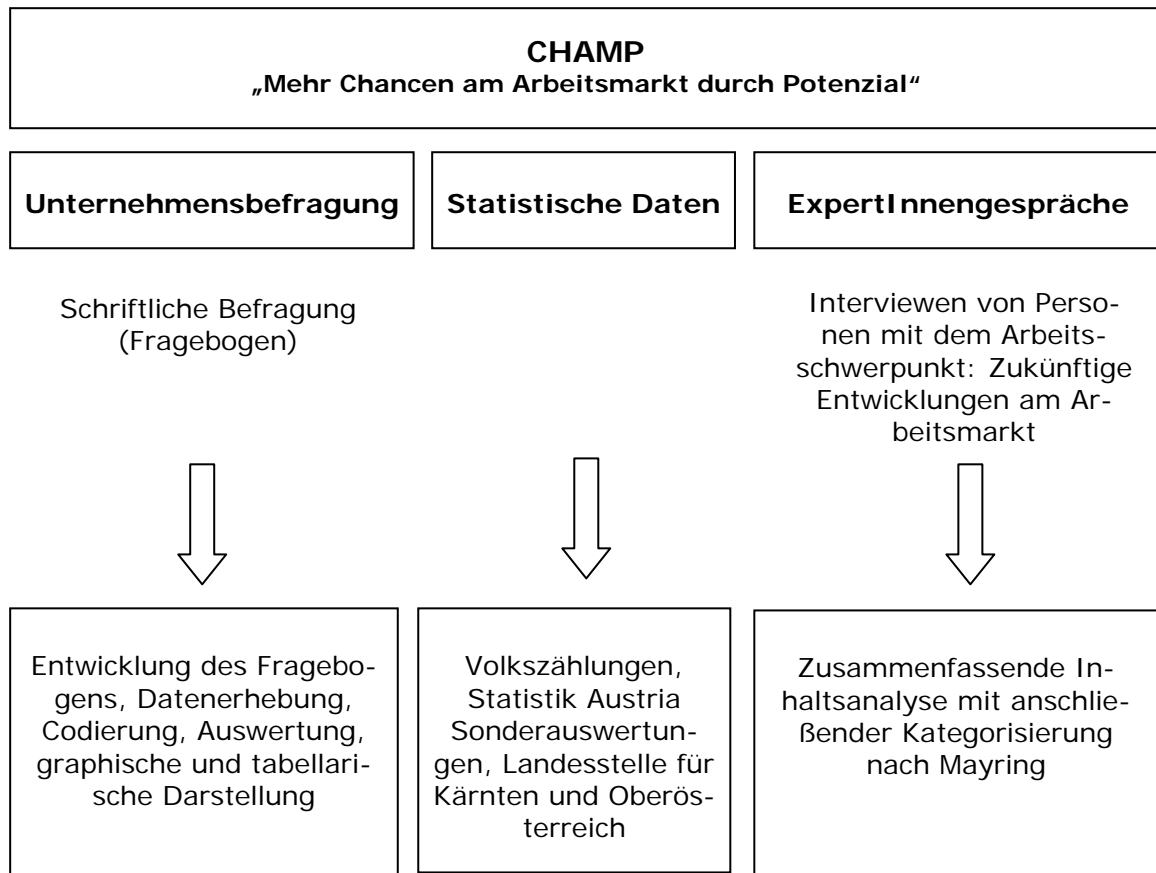 CHAMP
„Mehr Chancen am Arbeitsmarkt durch Potenzial“
Unternehmensbefragung
Statistische Daten
ExpertInnengespräche
Schriftliche Befragung
(Fragebogen)
Interviewen von Perso-
nen mit dem Arbeits-
schwerpunkt: Zukünftige
Entwicklungen am Ar-
beitsmarkt
Entwicklung des Fragebo-
gens, Datenerhebung,
Codierung, Auswertung,
graphische und tabellari-
sche Darstellung
Volkszählungen,
Statistik Austria
Sonderauswertun-
gen, Landesstelle für
Kärnten und Oberös-
terreich
Zusammenfassende In-
haltsanalyse mit anschlie-
ßender Kategorisierung
nach Mayring